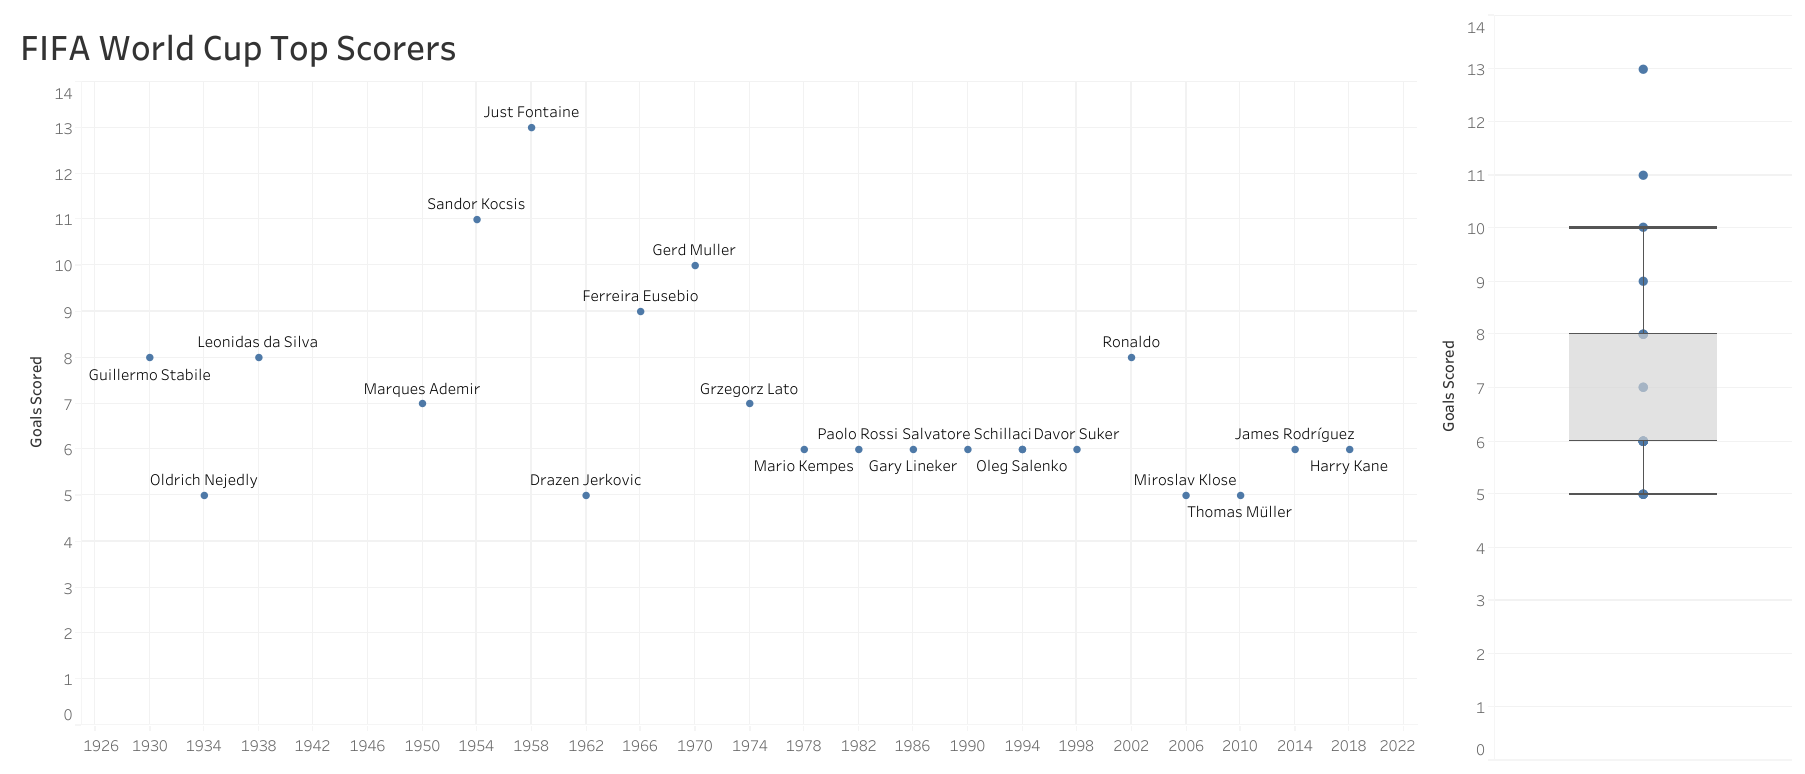 FIFA World Cup Top Scorers
14
13
12
11
10
9
8
7
6
5
4
3
2
1
0
Goals Scored
Just Fontaine
Sandor Kocsis
Gerd Muller
Ferreira Eusebio
Leonidas da Silva
Ronaldo
Guillermo Stabile
Marques Ademir
Grzegorz Lato
Paolo Rossi
Salvatore Schillaci
Davor Suker
James Rodríguez
Mario Kempes
Gary Lineker
Oleg Salenko
Harry Kane
Oldrich Nejedly
Drazen Jerkovic
Miroslav Klose
Thomas Müller
1926 1930 1934 1938 1942 1946 1950 1954 1958 1962 1966 1970 1974 1978 1982 1986 1990 1994 1998 2002 2006 2010 2014 2018 2022
14
13
12
11
10
9
8
7
6
5
4
3
2
1
0
Goals Scored